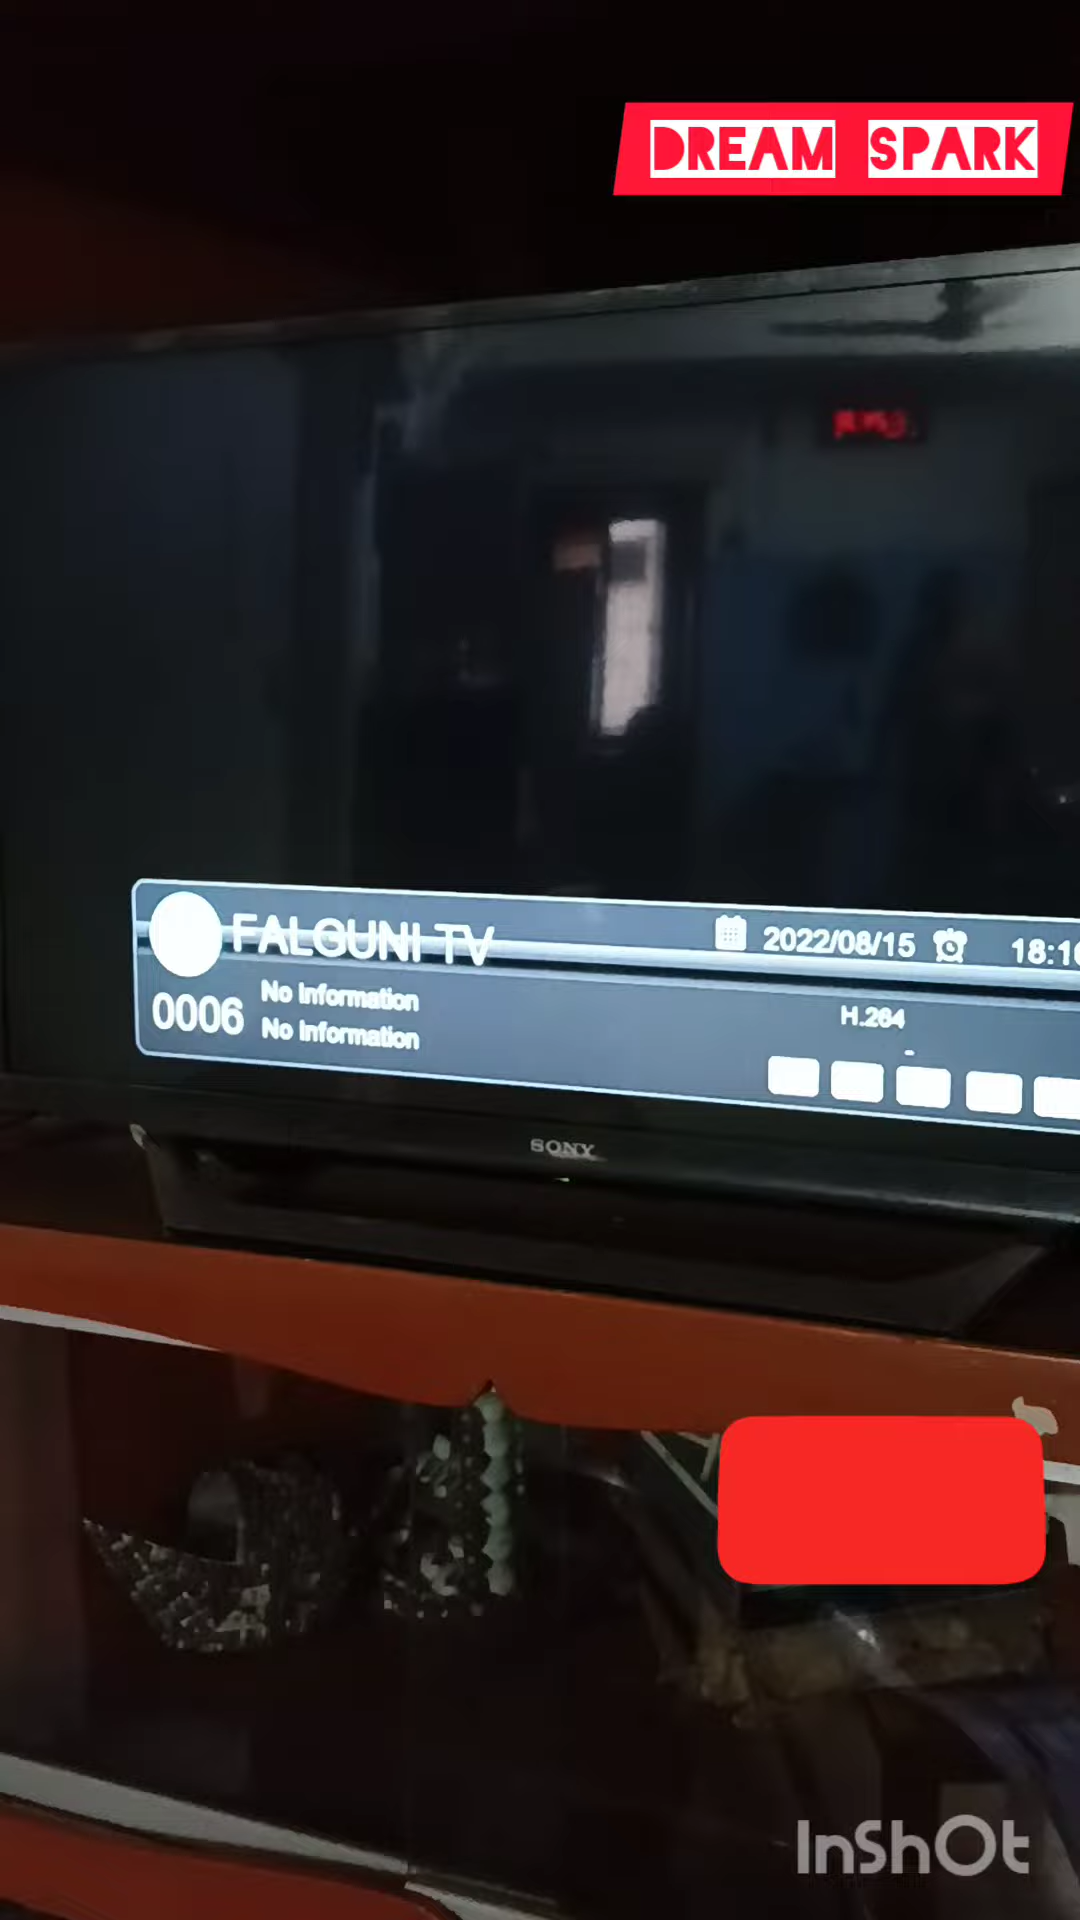 DREAM SPARK
FALGUNI TV
2022/08/15
0006
No Information
No Information
H.264
SONY
InShOt